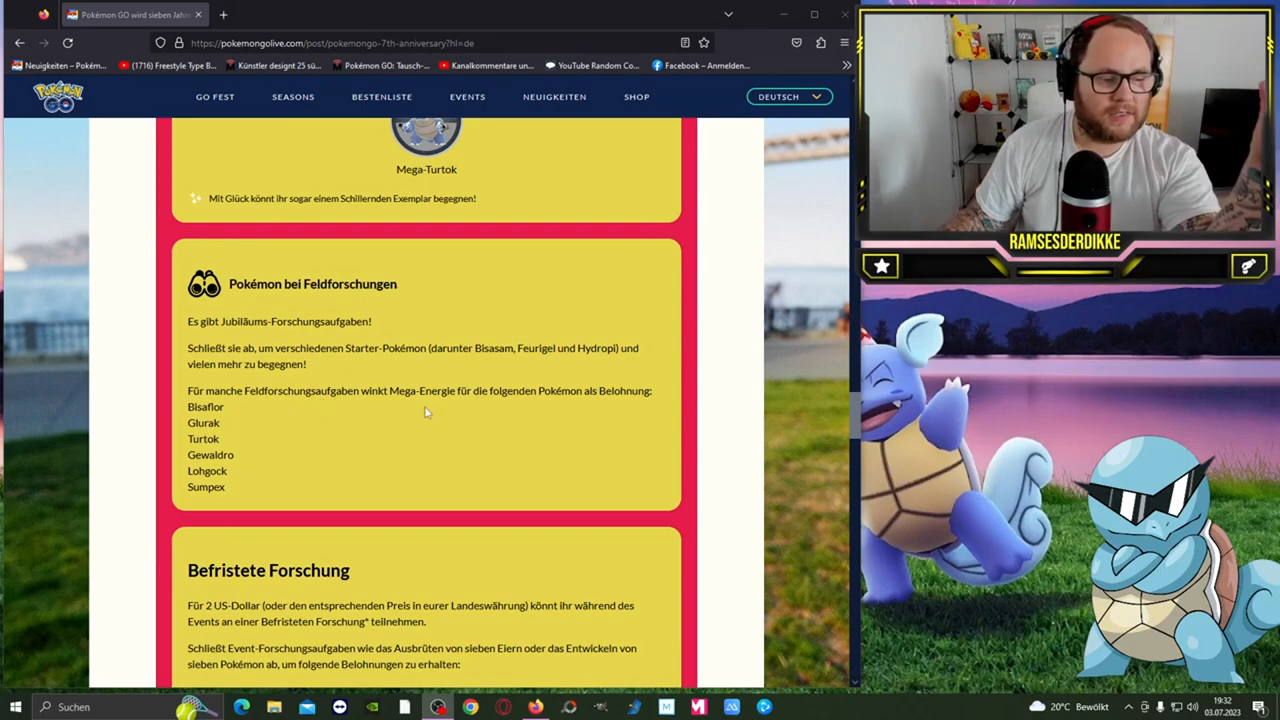 Pokémon GO wird sieben Jahre
https://pokemongolive.com/post/pokemongo-7th-anniversary?hl=de
Neuigkeiten – Pokém...
(1716) Freestyle Type B...
Künstler designt 25 sü...
Pokémon GO: Tausch-...
Kanalkommentare un...
YouTube Random Co...
Facebook – Anmelden...
POKÉMON GO
GO FEST
SEASONS
BESTENLISTE
EVENTS
NEUIGKEITEN
SHOP
DEUTSCH
Mega-Turtok
Mit Glück könnt ihr sogar einem Schillernden Exemplar begegnen!
Pokémon bei Feldforschungen
Es gibt Jubiläums-Forschungsaufgaben!
Schließt sie ab, um verschiedenen Starter-Pokémon (darunter Bisasam, Feurigel und Hydropi) und
vielen mehr zu begegnen!
Für manche Feldforschungsaufgaben winkt Mega-Energie für die folgenden Pokémon als Belohnung:
Bisaflor
Glurak
Turtok
Gewaldro
Lohgock
Sumpex
Befristete Forschung
Für 2 US-Dollar (oder den entsprechenden Preis in eurer Landeswährung) könnt ihr während des
Events an einer Befristeten Forschung* teilnehmen.
Schließt Event-Forschungsaufgaben wie das Ausbrüten von sieben Eiern oder das Entwickeln von
sieben Pokémon ab, um folgende Belohnungen zu erhalten:
RAMSESDERDIKKE
Suchen
20°C Bewölkt
19:32
03.07.2023